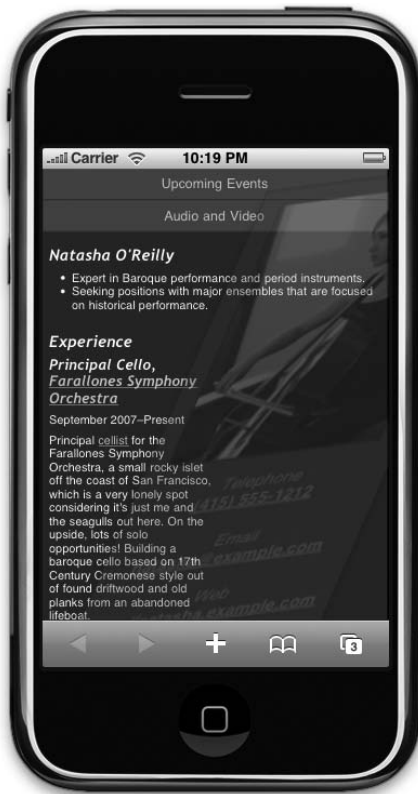 Carrier 10:19 PM
Upcoming Events
Audio and Video
Natasha O'Reilly
• Expert in Baroque performance and period instruments.
• Seeking positions with major ensembles that are focused
on historical performance.
Experience
Principal Cello,
Farallones Symphony
Orchestra
September 2007–Present
Principal cellist for the
Farallones Symphony
Orchestra, a small rocky islet
off the coast of San Francisco,
which is a very lonely spot
considering it's just me and
the seagulls out here. On the
upside, lots of solo
opportunities! Building a
baroque cello based on 17th
Century Cremonese style out
of found driftwood and old
planks from an abandoned
lifeboat.
Telephone
(415) 555-1212
Email
@example.com
Web
natasha.example.com
3